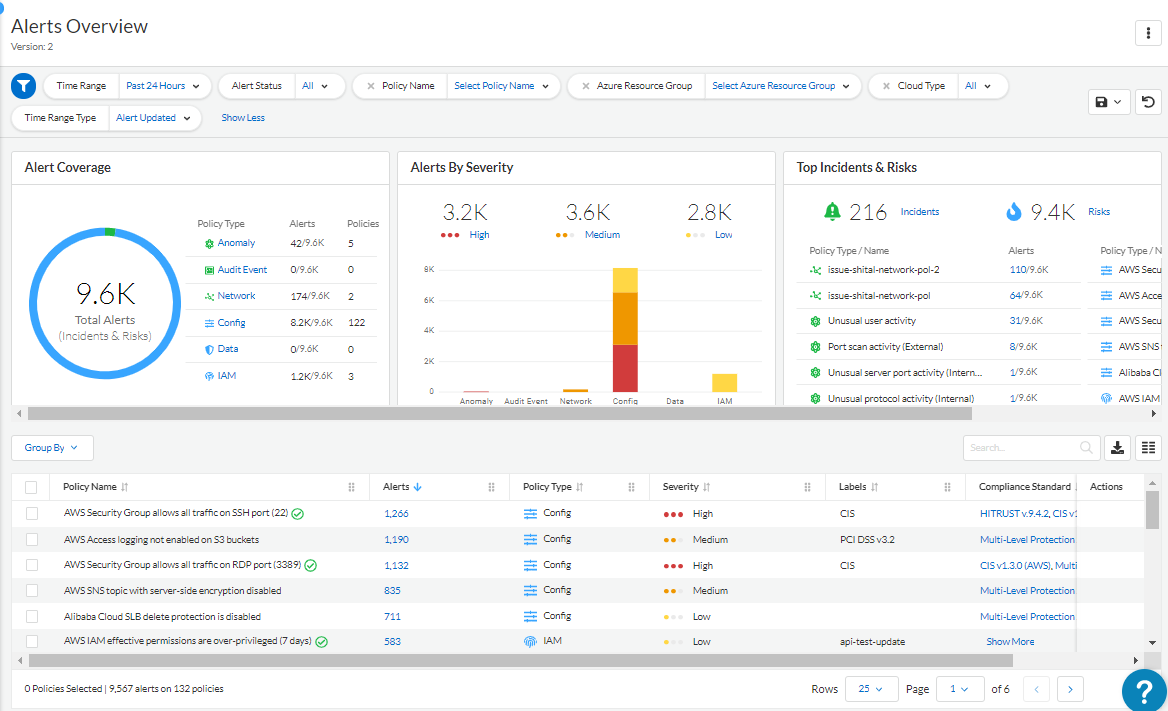 Alerts Overview
Version: 2
Time Range Past 24 Hours Alert Status All Policy Name Select Policy Name Azure Resource Group Select Azure Resource Group Cloud Type All
Time Range Type Alert Updated Show Less
Alert Coverage
9.6K
Total Alerts
(Incidents & Risks)
Policy Type Alerts Policies
Anomaly 42/9.6K 5
Audit Event 0/9.6K 0
Network 174/9.6K 2
Config 8.2K/9.6K 122
Data 0/9.6K 0
IAM 1.2K/9.6K 3
Alerts By Severity
3.2K 3.6K 2.8K
High Medium Low
8K
6K
4K
2K
0
Anomaly Audit Event Network Config Data IAM
Top Incidents & Risks
216 Incidents 9.4K Risks
Policy Type / Name Alerts Policy Type / N
issue-shital-network-pol-2 110/9.6K AWS Secu
issue-shital-network-pol 64/9.6K AWS Acce
Unusual user activity 31/9.6K AWS Secu
Port scan activity (External) 8/9.6K AWS SNS
Unusual server port activity (Intern... 1/9.6K Alibaba Cl
Unusual protocol activity (Internal) 1/9.6K AWS IAM
Group By Search...
Policy Name Alerts Policy Type Severity Labels Compliance Standard Actions
AWS Security Group allows all traffic on SSH port (22) 1,266 Config High CIS HITRUST v.9.4.2, CIS v1
AWS Access logging not enabled on S3 buckets 1,190 Config Medium PCI DSS v3.2 Multi-Level Protection
AWS Security Group allows all traffic on RDP port (3389) 1,132 Config High CIS CIS v1.3.0 (AWS), Multi
AWS SNS topic with server-side encryption disabled 835 Config Medium Multi-Level Protection
Alibaba Cloud SLB delete protection is disabled 711 Config Low Multi-Level Protection
AWS IAM effective permissions are over-privileged (7 days) 583 IAM Low api-test-update Show More
0 Policies Selected | 9,567 alerts on 132 policies Rows 25 Page 1 of 6
?